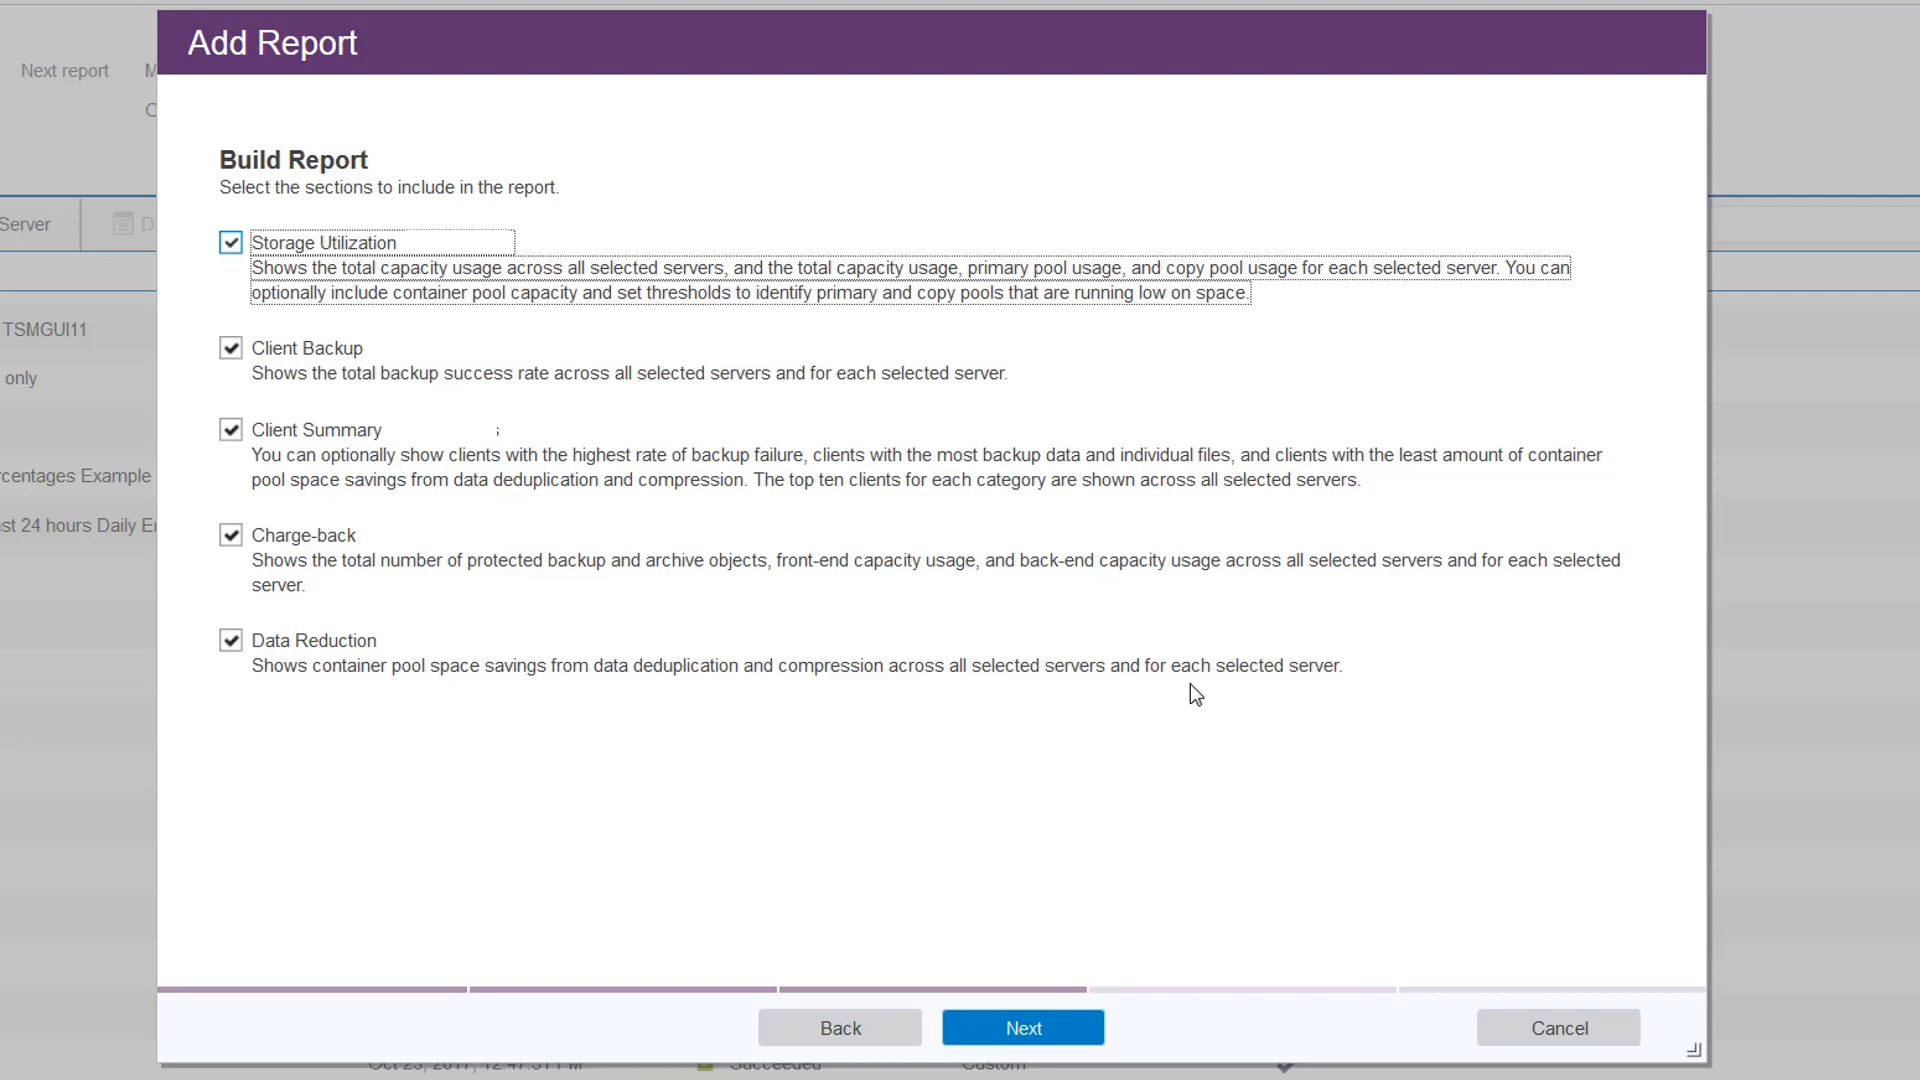 Add Report
Next report
Build Report
Select the sections to include in the report.
Server
Storage Utilization
Shows the total capacity usage across all selected servers, and the total capacity usage, primary pool usage, and copy pool usage for each selected server. You can
optionally include container pool capacity and set thresholds to identify primary and copy pools that are running low on space.
TSMGUI11
Client Backup
only
Shows the total backup success rate across all selected servers and for each selected server.
Client Summary
You can optionally show clients with the highest rate of backup failure, clients with the most backup data and individual files, and clients with the least amount of container
rcentages Example
pool space savings from data deduplication and compression. The top ten clients for each category are shown across all selected servers.
ast 24 hours Daily
Charge-back
Shows the total number of protected backup and archive objects, front-end capacity usage, and back-end capacity usage across all selected servers and for each selected
server.
Data Reduction
Shows container pool space savings from data deduplication and compression across all selected servers and for each selected server.
Back
Next
Cancel
Succeeded
Custom